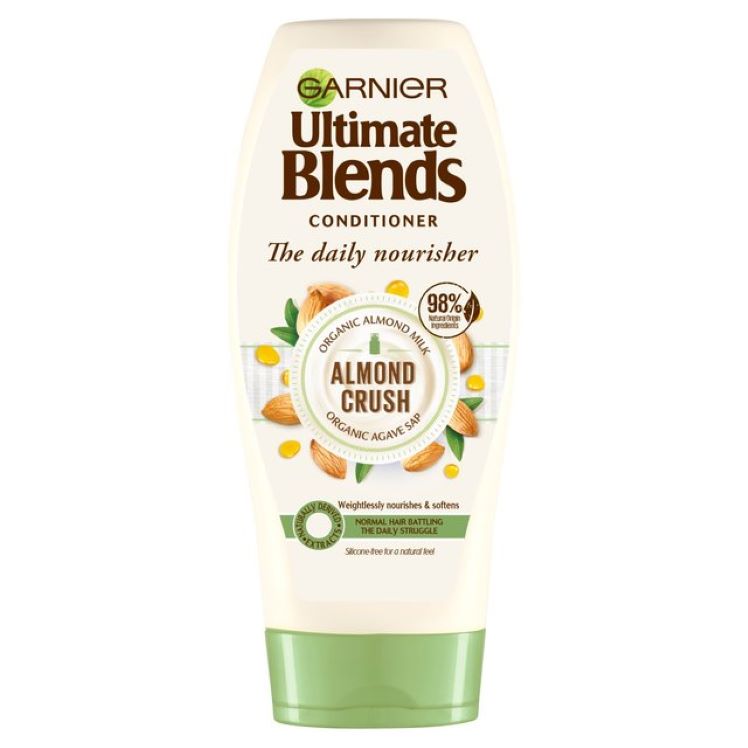 GARNIER
Ultimate
Blends
CONDITIONER
The daily nourisher
98%
Natural Origin
Ingredients
ORGANIC ALMOND MILK
ALMOND
CRUSH
ORGANIC AGAVE SAP
Weightlessly nourishes & softens
NATURALLY DERIVED
•EXTRACTS•
NORMAL HAIR BATTLING
THE DAILY STRUGGLE
Silicone-free for a natural feel